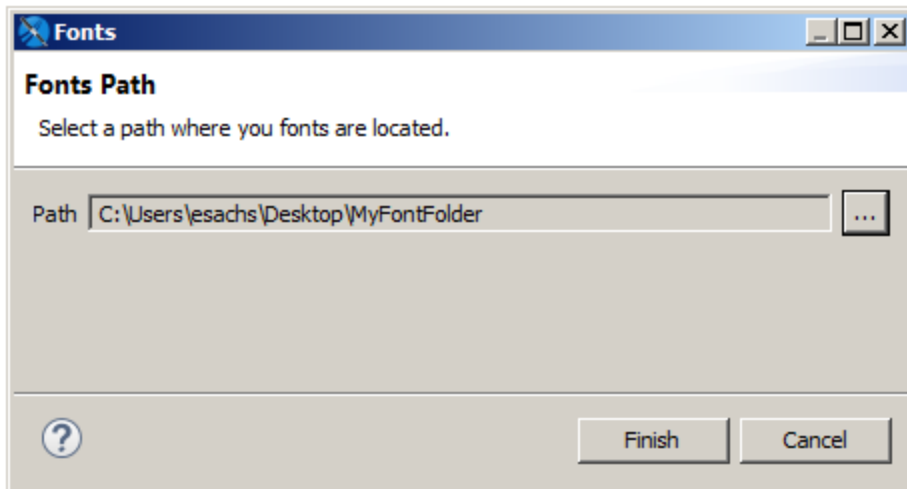 Fonts
Fonts Path
Select a path where you fonts are located.
Path C:\Users\esachs\Desktop\MyFontFolder ...
? Finish Cancel